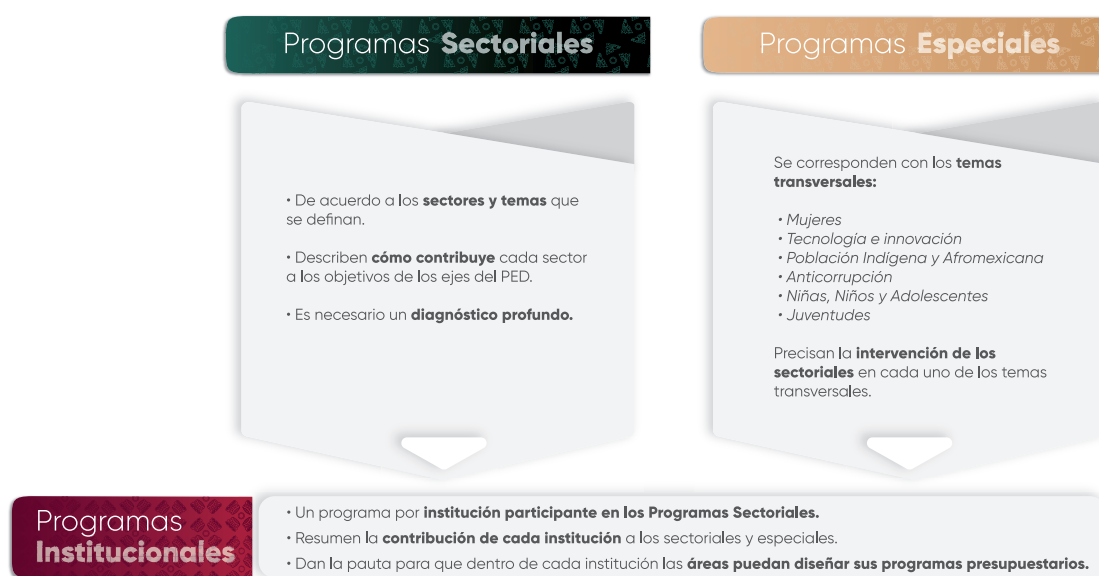 Programas Sectoriales
• De acuerdo a los sectores y temas que
se definan.
• Describen cómo contribuye cada sector
a los objetivos de los ejes del PED.
• Es necesario un diagnóstico profundo.
Programas Especiales
Se corresponden con los temas
transversales:
• Mujeres
• Tecnología e innovación
• Población Indígena y Afromexicana
• Anticorrupción
• Niñas, Niños y Adolescentes
• Juventudes
Precisan la intervención de los
sectoriales en cada uno de los temas
transversales.
Programas
Institucionales
• Un programa por institución participante en los Programas Sectoriales.
• Resumen la contribución de cada institución a los sectoriales y especiales.
• Dan la pauta para que dentro de cada institución las áreas puedan diseñar sus programas presupuestarios.